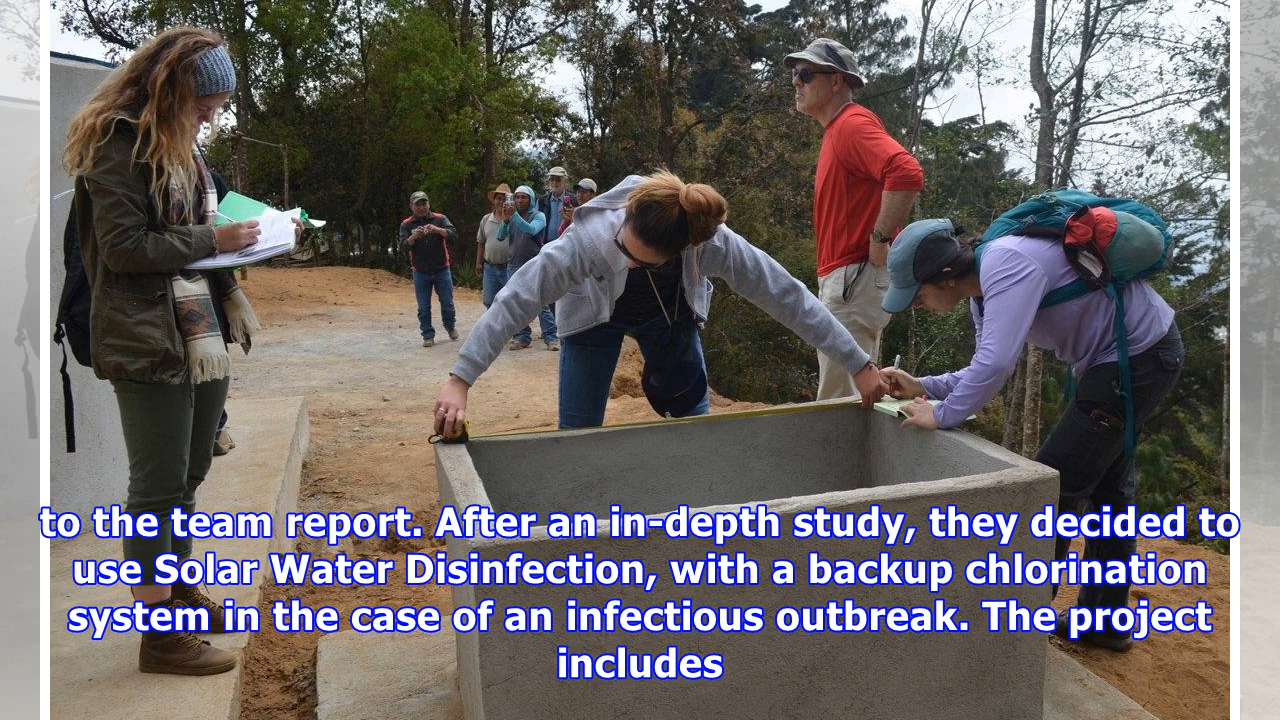 to the team report. After an in-depth study, they decided to
use Solar Water Disinfection, with a backup chlorination
system in the case of an infectious outbreak. The project
includes